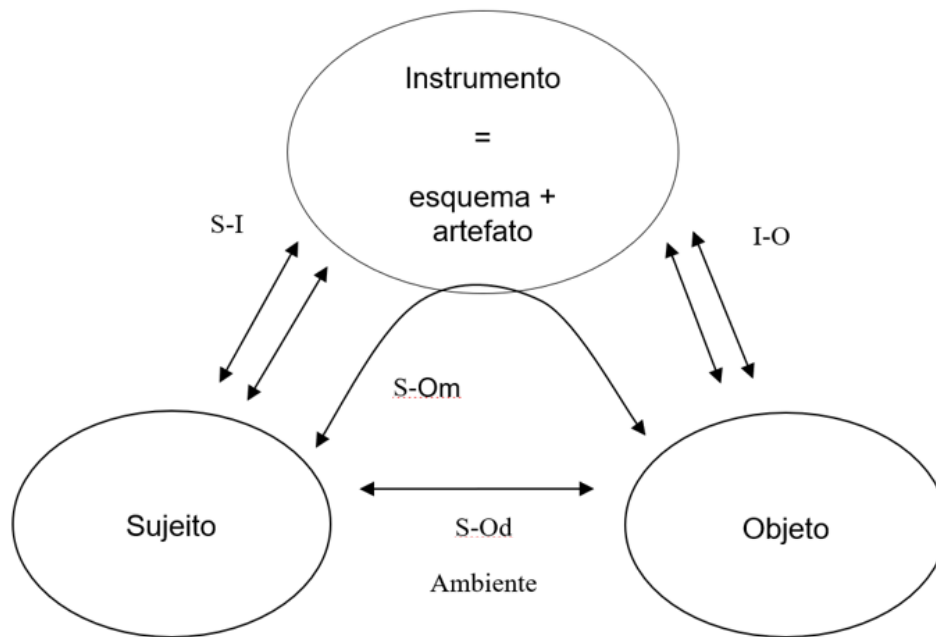 Instrumento
=
esquema +
artefato
S-I
I-O
S-Om
Sujeito
S-Od
Objeto
Ambiente